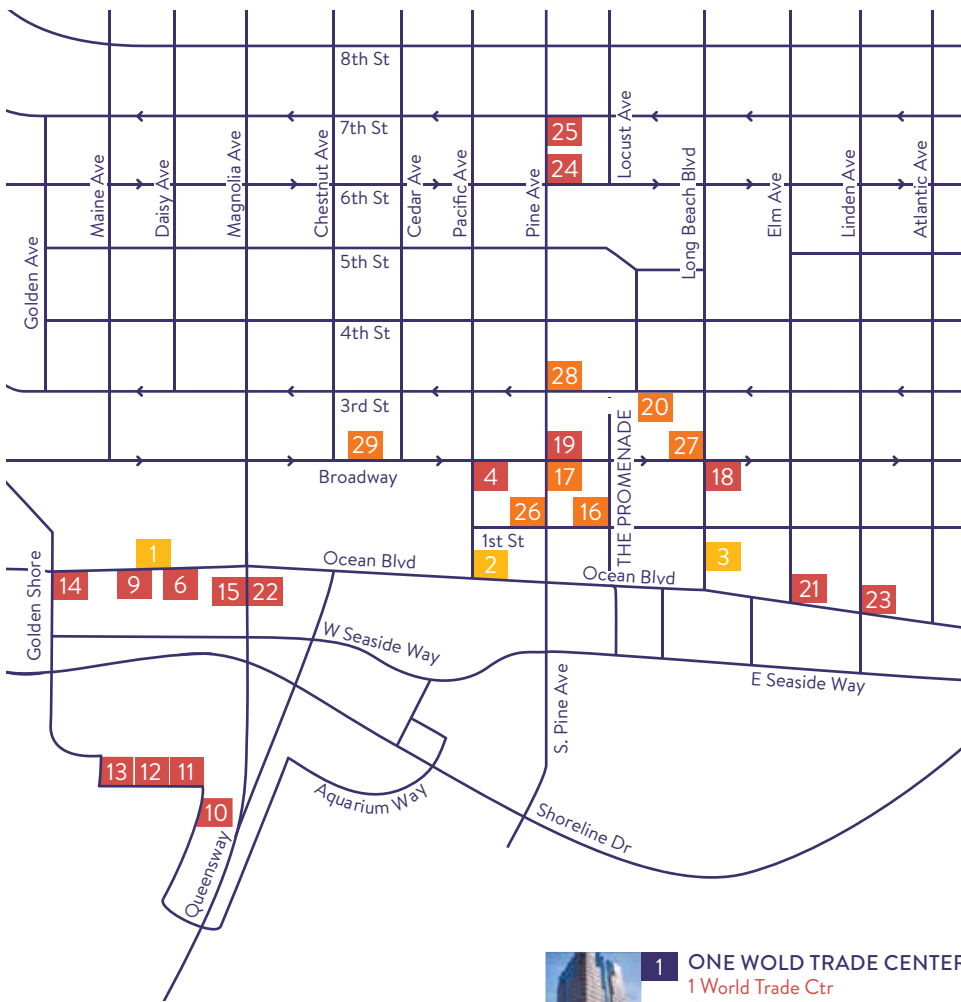 8th St
7th St
25
Locust Ave
24
6th St
Maine Ave
Daisy Ave
Magnolia Ave
Chestnut Ave
Cedar Ave
Pacific Ave
Pine Ave
Long Beach Blvd
Elm Ave
Linden Ave
Atlantic Ave
Golden Ave
5th St
4th St
28
3rd St
20
29
19
THE PROMENADE
27
Broadway
4
17
18
26
16
1st St
1
2
3
Ocean Blvd
Ocean Blvd
14
9
6
15
22
21
23
Golden Shore
W Seaside Way
E Seaside Way
S. Pine Ave
13
12
11
10
Aquarium Way
Shoreline Dr
Queensway
1 ONE WOLD TRADE CENTER
1 World Trade Ctr